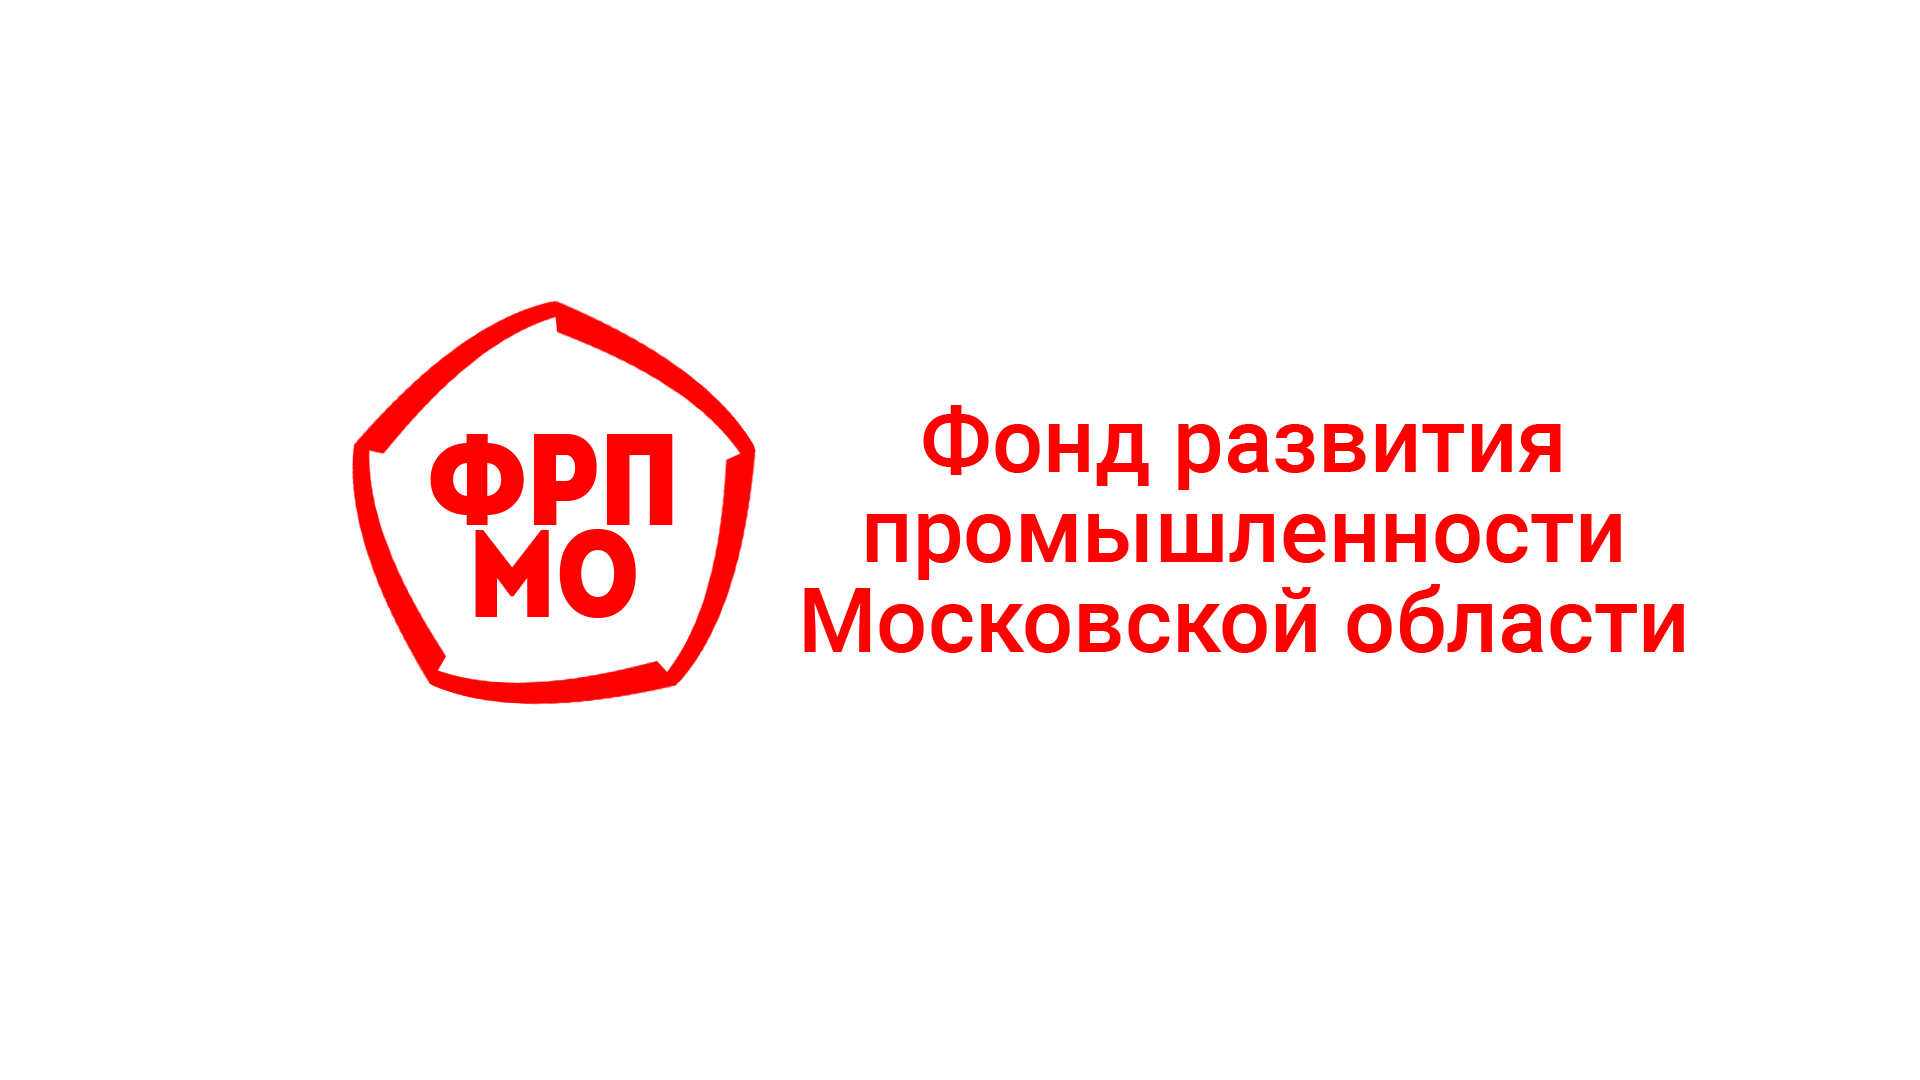 ФРП
МО
Фонд развития
промышленности
Московской области